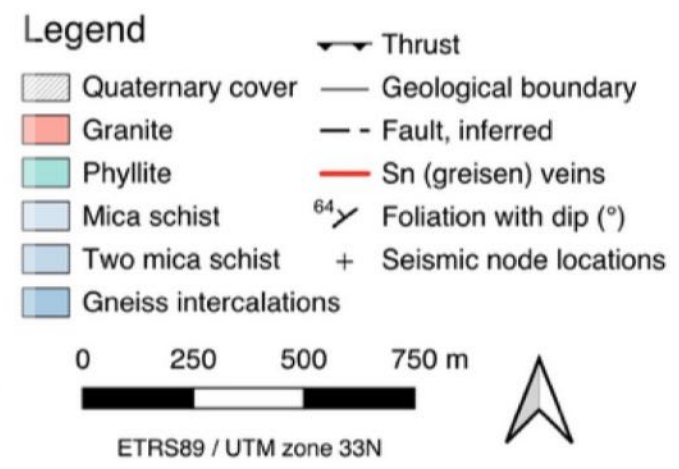 Legend
Quaternary cover
Granite
Phyllite
Mica schist
Two mica schist
Gneiss intercalations
Thrust
Geological boundary
Fault, inferred
Sn (greisen) veins
64 Foliation with dip (°)
Seismic node locations
0 250 500 750 m
ETRS89 / UTM zone 33N